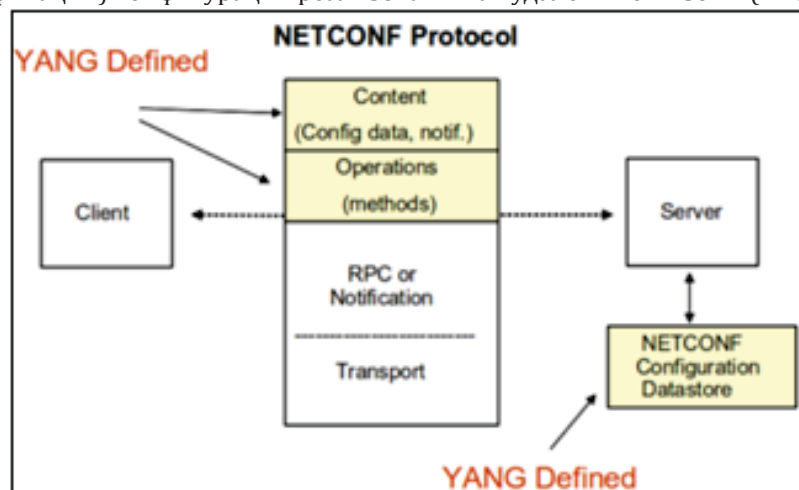 NETCONF Protocol
YANG Defined
Content
(Config data, notif.)
Operations
(methods)
Client
Server
RPC or
Notification
Transport
NETCONF
Configuration
Datastore
YANG Defined